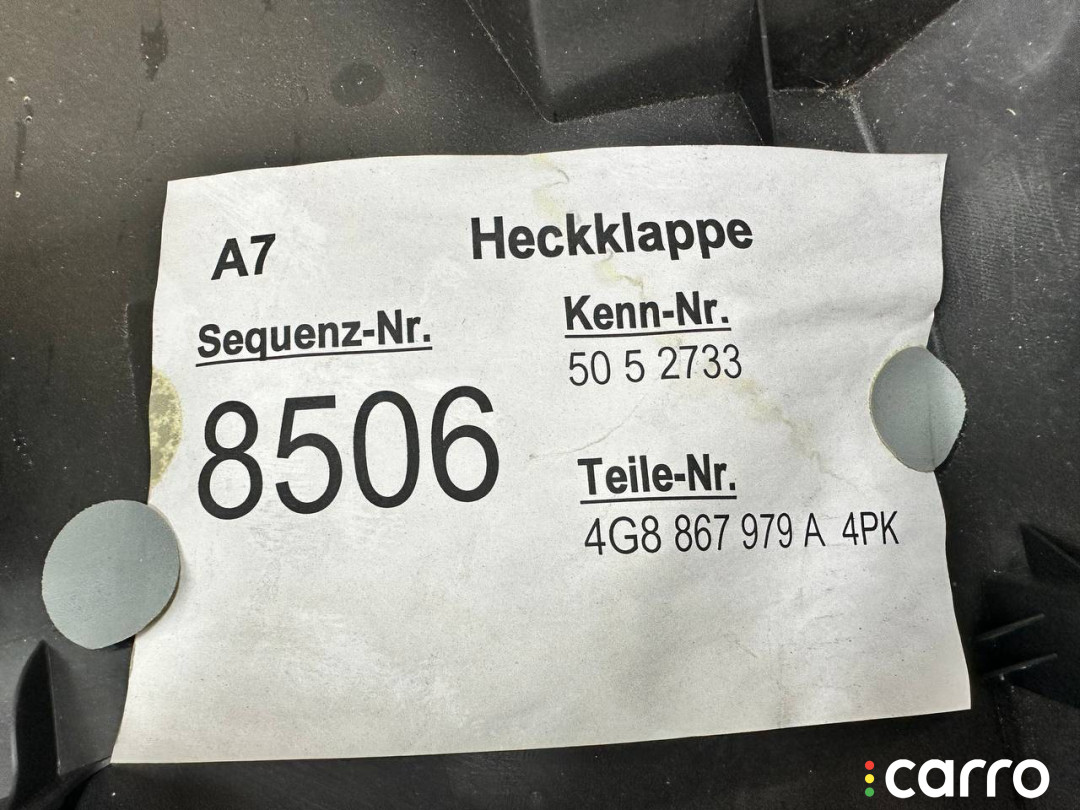 A7
Heckklappe
Sequenz-Nr.
8506
Kenn-Nr.
50 5 2733
Teile-Nr.
4G8 867 979 A 4PK
carro